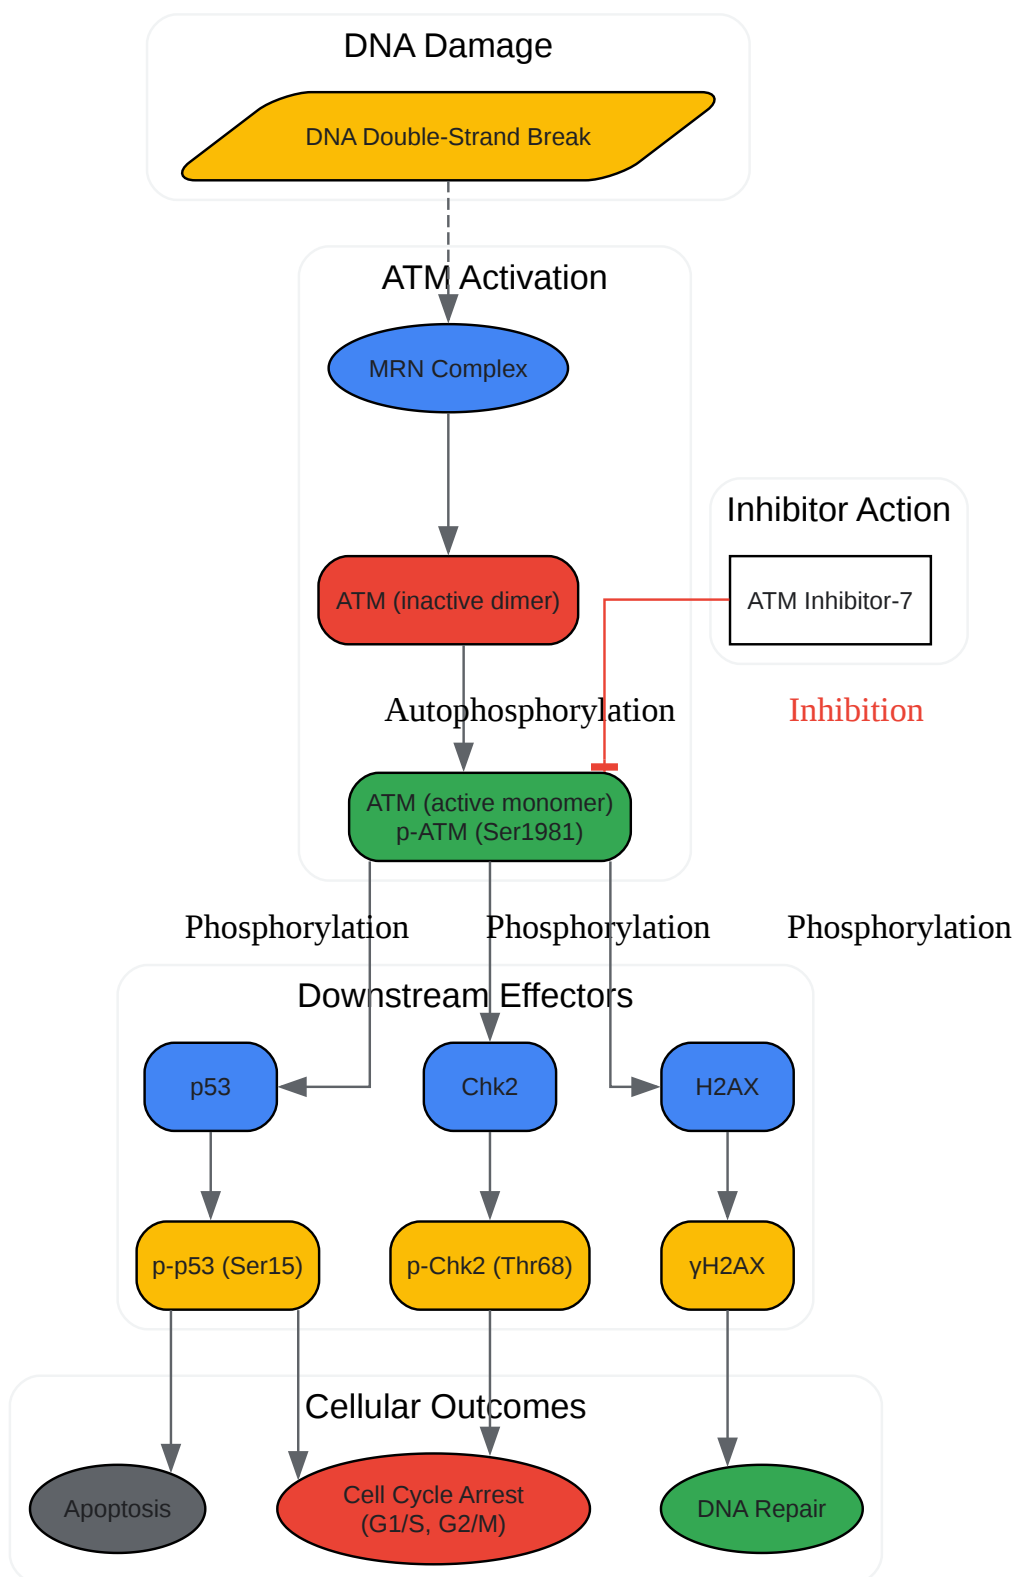 DNA Damage
DNA Double-Strand Break
ATM Activation
MRN Complex
Inhibitor Action
ATM (inactive dimer)
ATM Inhibitor-7
Autophosphorylation
Inhibition
ATM (active monomer)
p-ATM (Ser1981)
Phosphorylation
Phosphorylation
Phosphorylation
Downstream Effectors
p53
Chk2
H2AX
p-p53 (Ser15)
p-Chk2 (Thr68)
γH2AX
Cellular Outcomes
Apoptosis
Cell Cycle Arrest
(G1/S, G2/M)
DNA Repair